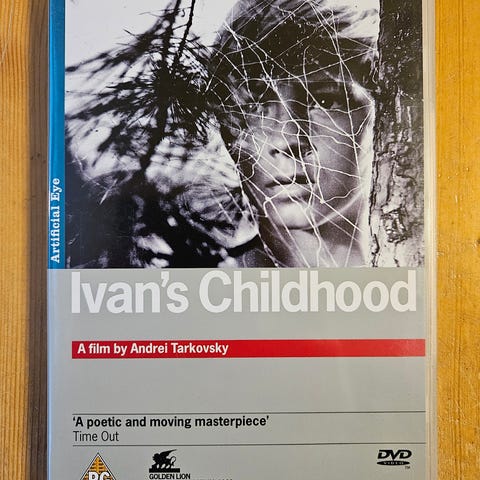 Artificial Eye
Ivan's Childhood
A film by Andrei Tarkovsky
'A poetic and moving masterpiece'
Time Out
PG
GOLDEN LION
DVD
VIDEO
TM